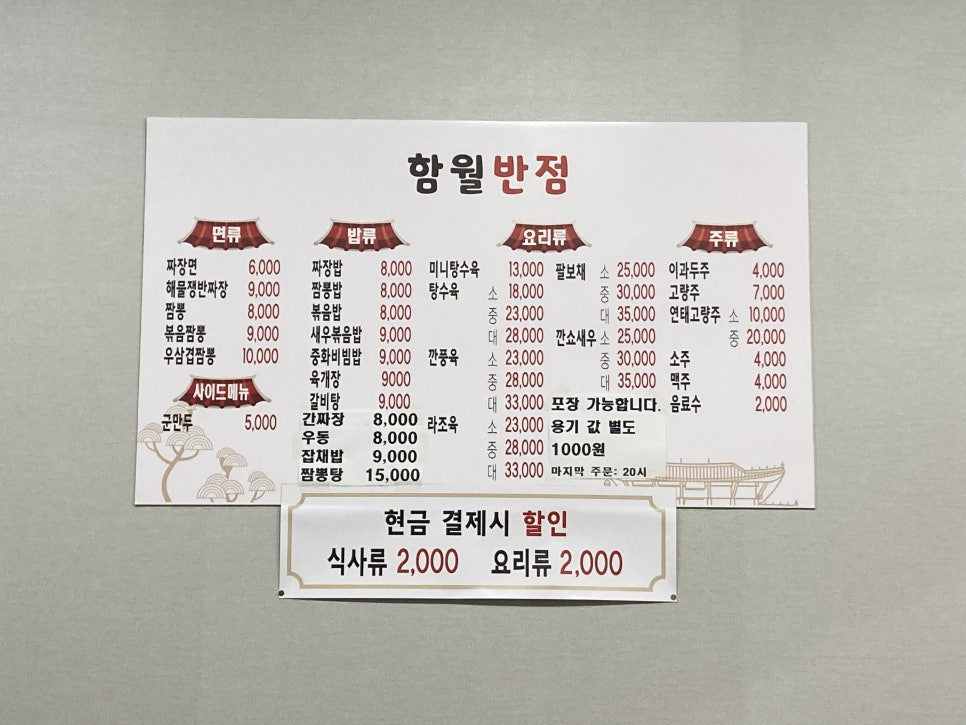 함월반점
면류
짜장면 6,000
해물쟁반짜장 9,000
짬뽕 8,000
볶음짬뽕 9,000
우삼겹짬뽕 10,000
사이드메뉴
군만두 5,000
밥류
짜장밥 8,000
짬뽕밥 8,000
볶음밥 8,000
새우볶음밥 9,000
중화비빔밥 9,000
육개장 9000
갈비탕 9,000
간짜장 8,000
우동 8,000
잡채밥 9,000
짬뽕탕 15,000
요리류
미니탕수육 13,000
탕수육 소 18,000
중 23,000
대 28,000
깐풍육 소 23,000
중 28,000
대 33,000
라조육 소 23,000
중 28,000
대 33,000
팔보채 소 25,000
중 30,000
대 35,000
깐쇼새우 소 25,000
중 30,000
대 35,000
포장 가능합니다.
용기 값 별도
1000원
마지막 주문: 20시
주류
이과두주 4,000
고량주 7,000
연태고량주 소 10,000
중 20,000
소주 4,000
맥주 4,000
음료수 2,000
현금 결제시 할인
식사류 2,000 요리류 2,000